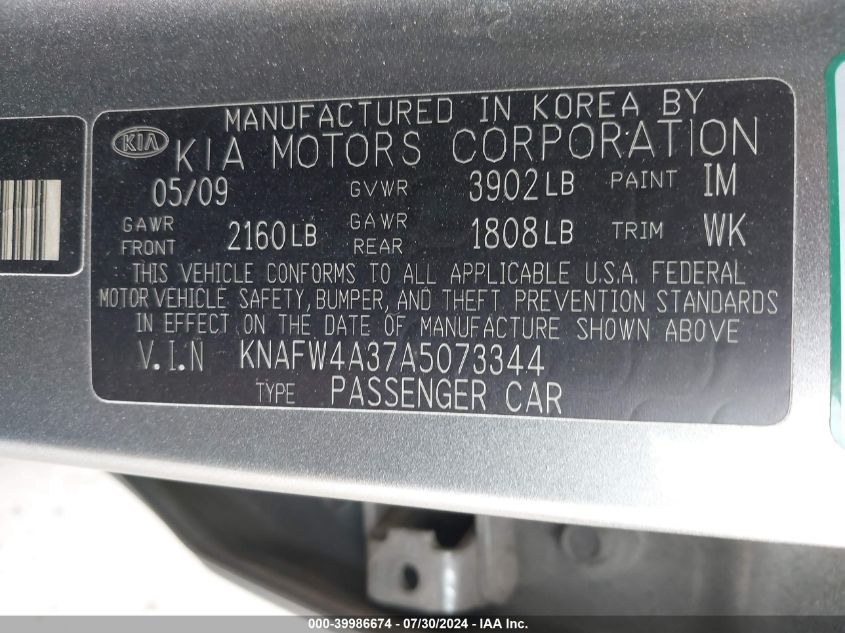 MANUFACTURED IN KOREA BY
KIA KIA MOTORS CORPORATION
05/09 GVWR 3902LB PAINT IM
GAWR FRONT 2160LB GAWR REAR 1808LB TRIM WK
THIS VEHICLE CONFORMS TO ALL APPLICABLE U.S.A. FEDERAL
MOTOR VEHICLE SAFETY, BUMPER, AND THEFT PREVENTION STANDARDS
IN EFFECT ON THE DATE OF MANUFACTURE SHOWN ABOVE
V.I.N KNAFW4A37A5073344
TYPE PASSENGER CAR
000-39986674 - 07/30/2024 - IAA Inc.